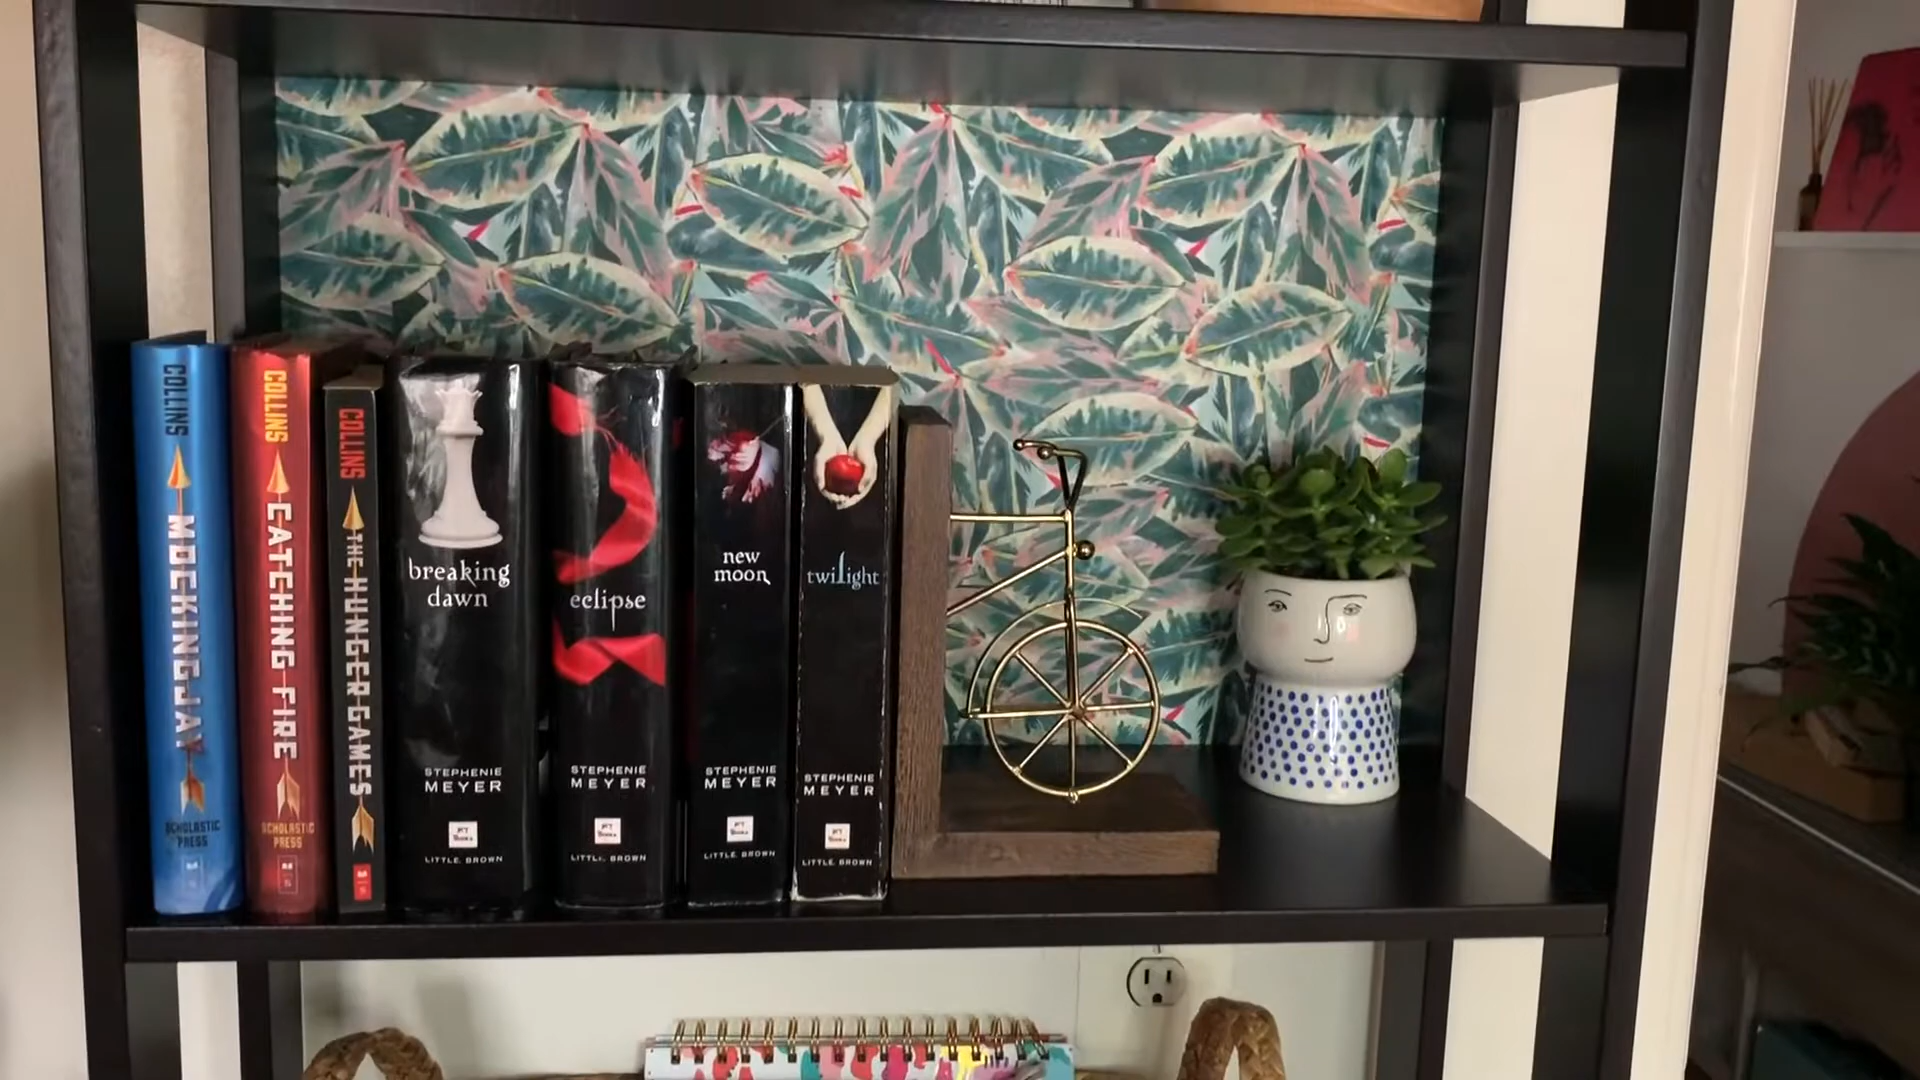 COLLINS
MOCKINGJAY
SCHOLASTIC
PRESS
COLLINS
CATCHING FIRE
SCHOLASTIC
PRESS
COLLINS
THE HUNGER GAMES
breaking
dawn
STEPHENIE
MEYER
LITTLE, BROWN
eclipse
STEPHENIE
MEYER
LITTLE, BROWN
new
moon
STEPHENIE
MEYER
LITTLE, BROWN
twilight
STEPHENIE
MEYER
LITTLE, BROWN